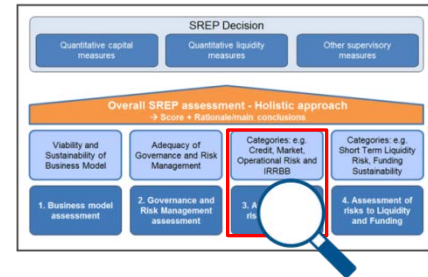 SREP Decision
Quantitative capital
measures
Quantitative liquidity
measures
Other supervisory
measures
Overall SREP assessment - Holistic approach
→ Score + Rationale/main conclusions
Viability and
Sustainability of
Business Model
Adequacy of
Governance and Risk
Management
Categories: e.g.
Credit, Market,
Operational Risk and
IRRBB
Categories: e.g.
Short Term Liquidity
Risk, Funding
Sustainability
1. Business model
assessment
2. Governance and
Risk Management
assessment
3. A
ris
4. Assessment of
risks to Liquidity
and Funding